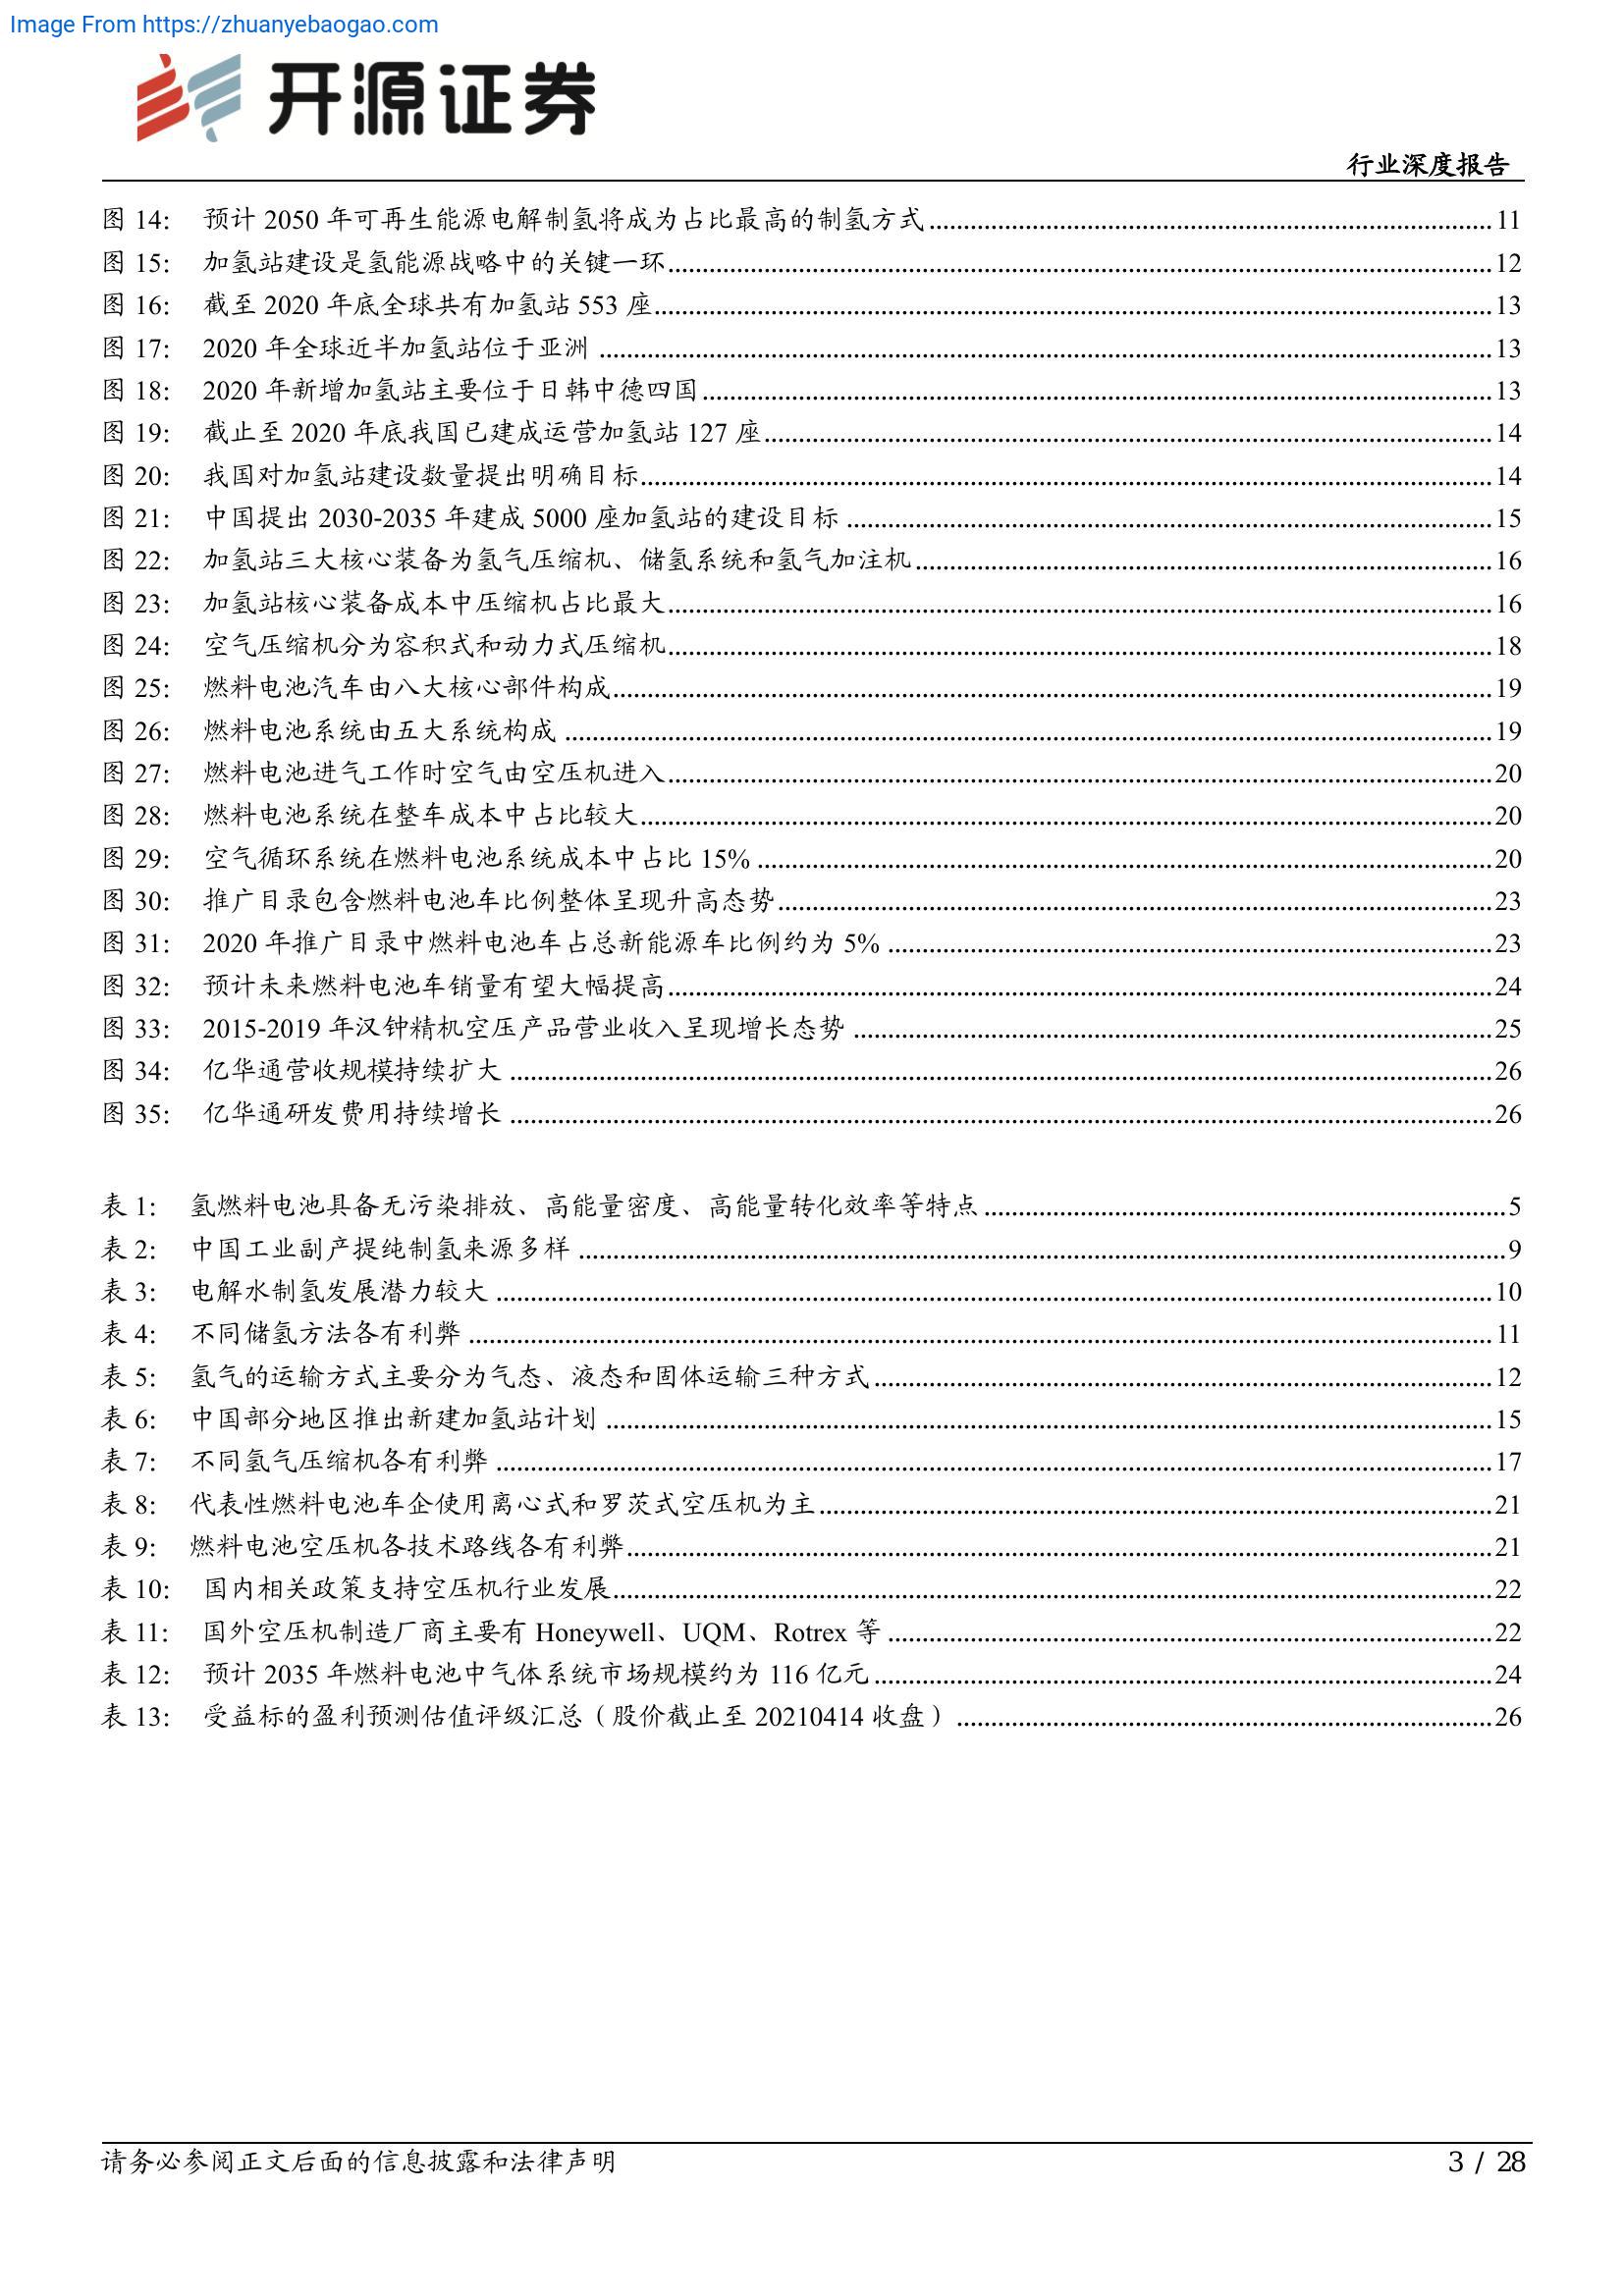 Image From https://zhuanyebaogao.com
开源证券
行业深度报告
图 14: 预计 2050 年可再生能源电解制氢将成为占比最高的制氢方式 11
图 15: 加氢站建设是氢能源战略中的关键一环 12
图 16: 截至 2020 年底全球共有加氢站 553 座 13
图 17: 2020 年全球近半加氢站位于亚洲 13
图 18: 2020 年新增加氢站主要位于日韩中德四国 13
图 19: 截止至 2020 年底我国已建成运营加氢站 127 座 14
图 20: 我国对加氢站建设数量提出明确目标 14
图 21: 中国提出 2030-2035 年建成 5000 座加氢站的建设目标 15
图 22: 加氢站三大核心装备为氢气压缩机、储氢系统和氢气加注机 16
图 23: 加氢站核心装备成本中压缩机占比最大 16
图 24: 空气压缩机分为容积式和动力式压缩机 18
图 25: 燃料电池汽车由八大核心部件构成 19
图 26: 燃料电池系统由五大系统构成 19
图 27: 燃料电池进气工作时空气由空压机进入 20
图 28: 燃料电池系统在整车成本中占比较大 20
图 29: 空气循环系统在燃料电池系统成本中占比 15% 20
图 30: 推广目录包含燃料电池车比例整体呈现升高态势 23
图 31: 2020 年推广目录中燃料电池车占总新能源车比例约为 5% 23
图 32: 预计未来燃料电池车销量有望大幅提高 24
图 33: 2015-2019 年汉钟精机空压产品营业收入呈现增长态势 25
图 34: 亿华通营收规模持续扩大 26
图 35: 亿华通研发费用持续增长 26
表 1: 氢燃料电池具备无污染排放、高能量密度、高能量转化效率等特点 5
表 2: 中国工业副产提纯制氢来源多样 9
表 3: 电解水制氢发展潜力较大 10
表 4: 不同储氢方法各有利弊 11
表 5: 氢气的运输方式主要分为气态、液态和固体运输三种方式 12
表 6: 中国部分地区推出新建加氢站计划 15
表 7: 不同氢气压缩机各有利弊 17
表 8: 代表性燃料电池车企使用离心式和罗茨式空压机为主 21
表 9: 燃料电池空压机各技术路线各有利弊 21
表 10: 国内相关政策支持空压机行业发展 22
表 11: 国外空压机制造厂商主要有 Honeywell、UQM、Rotrex 等 22
表 12: 预计 2035 年燃料电池中气体系统市场规模约为 116 亿元 24
表 13: 受益标的盈利预测估值评级汇总（股价截止至 20210414 收盘） 26
请务必参阅正文后面的信息披露和法律声明
3 / 28